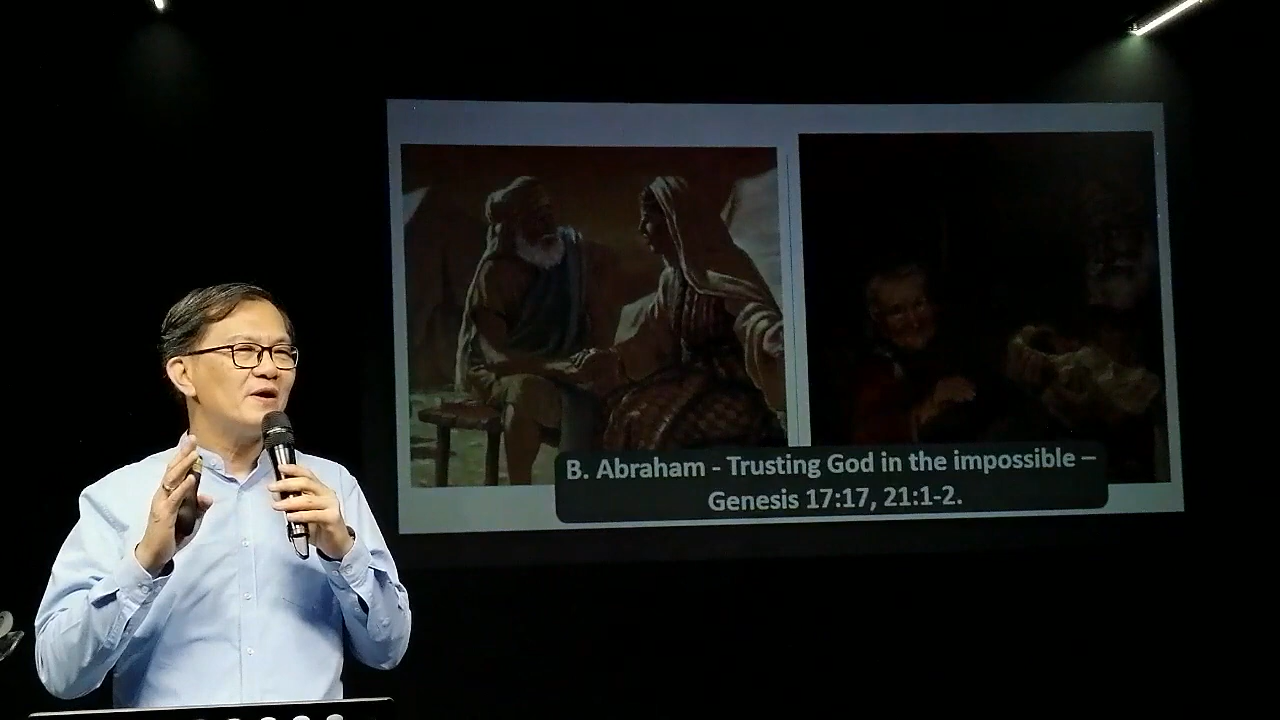 B. Abraham - Trusting God in the impossible –
Genesis 17:17, 21:1-2.